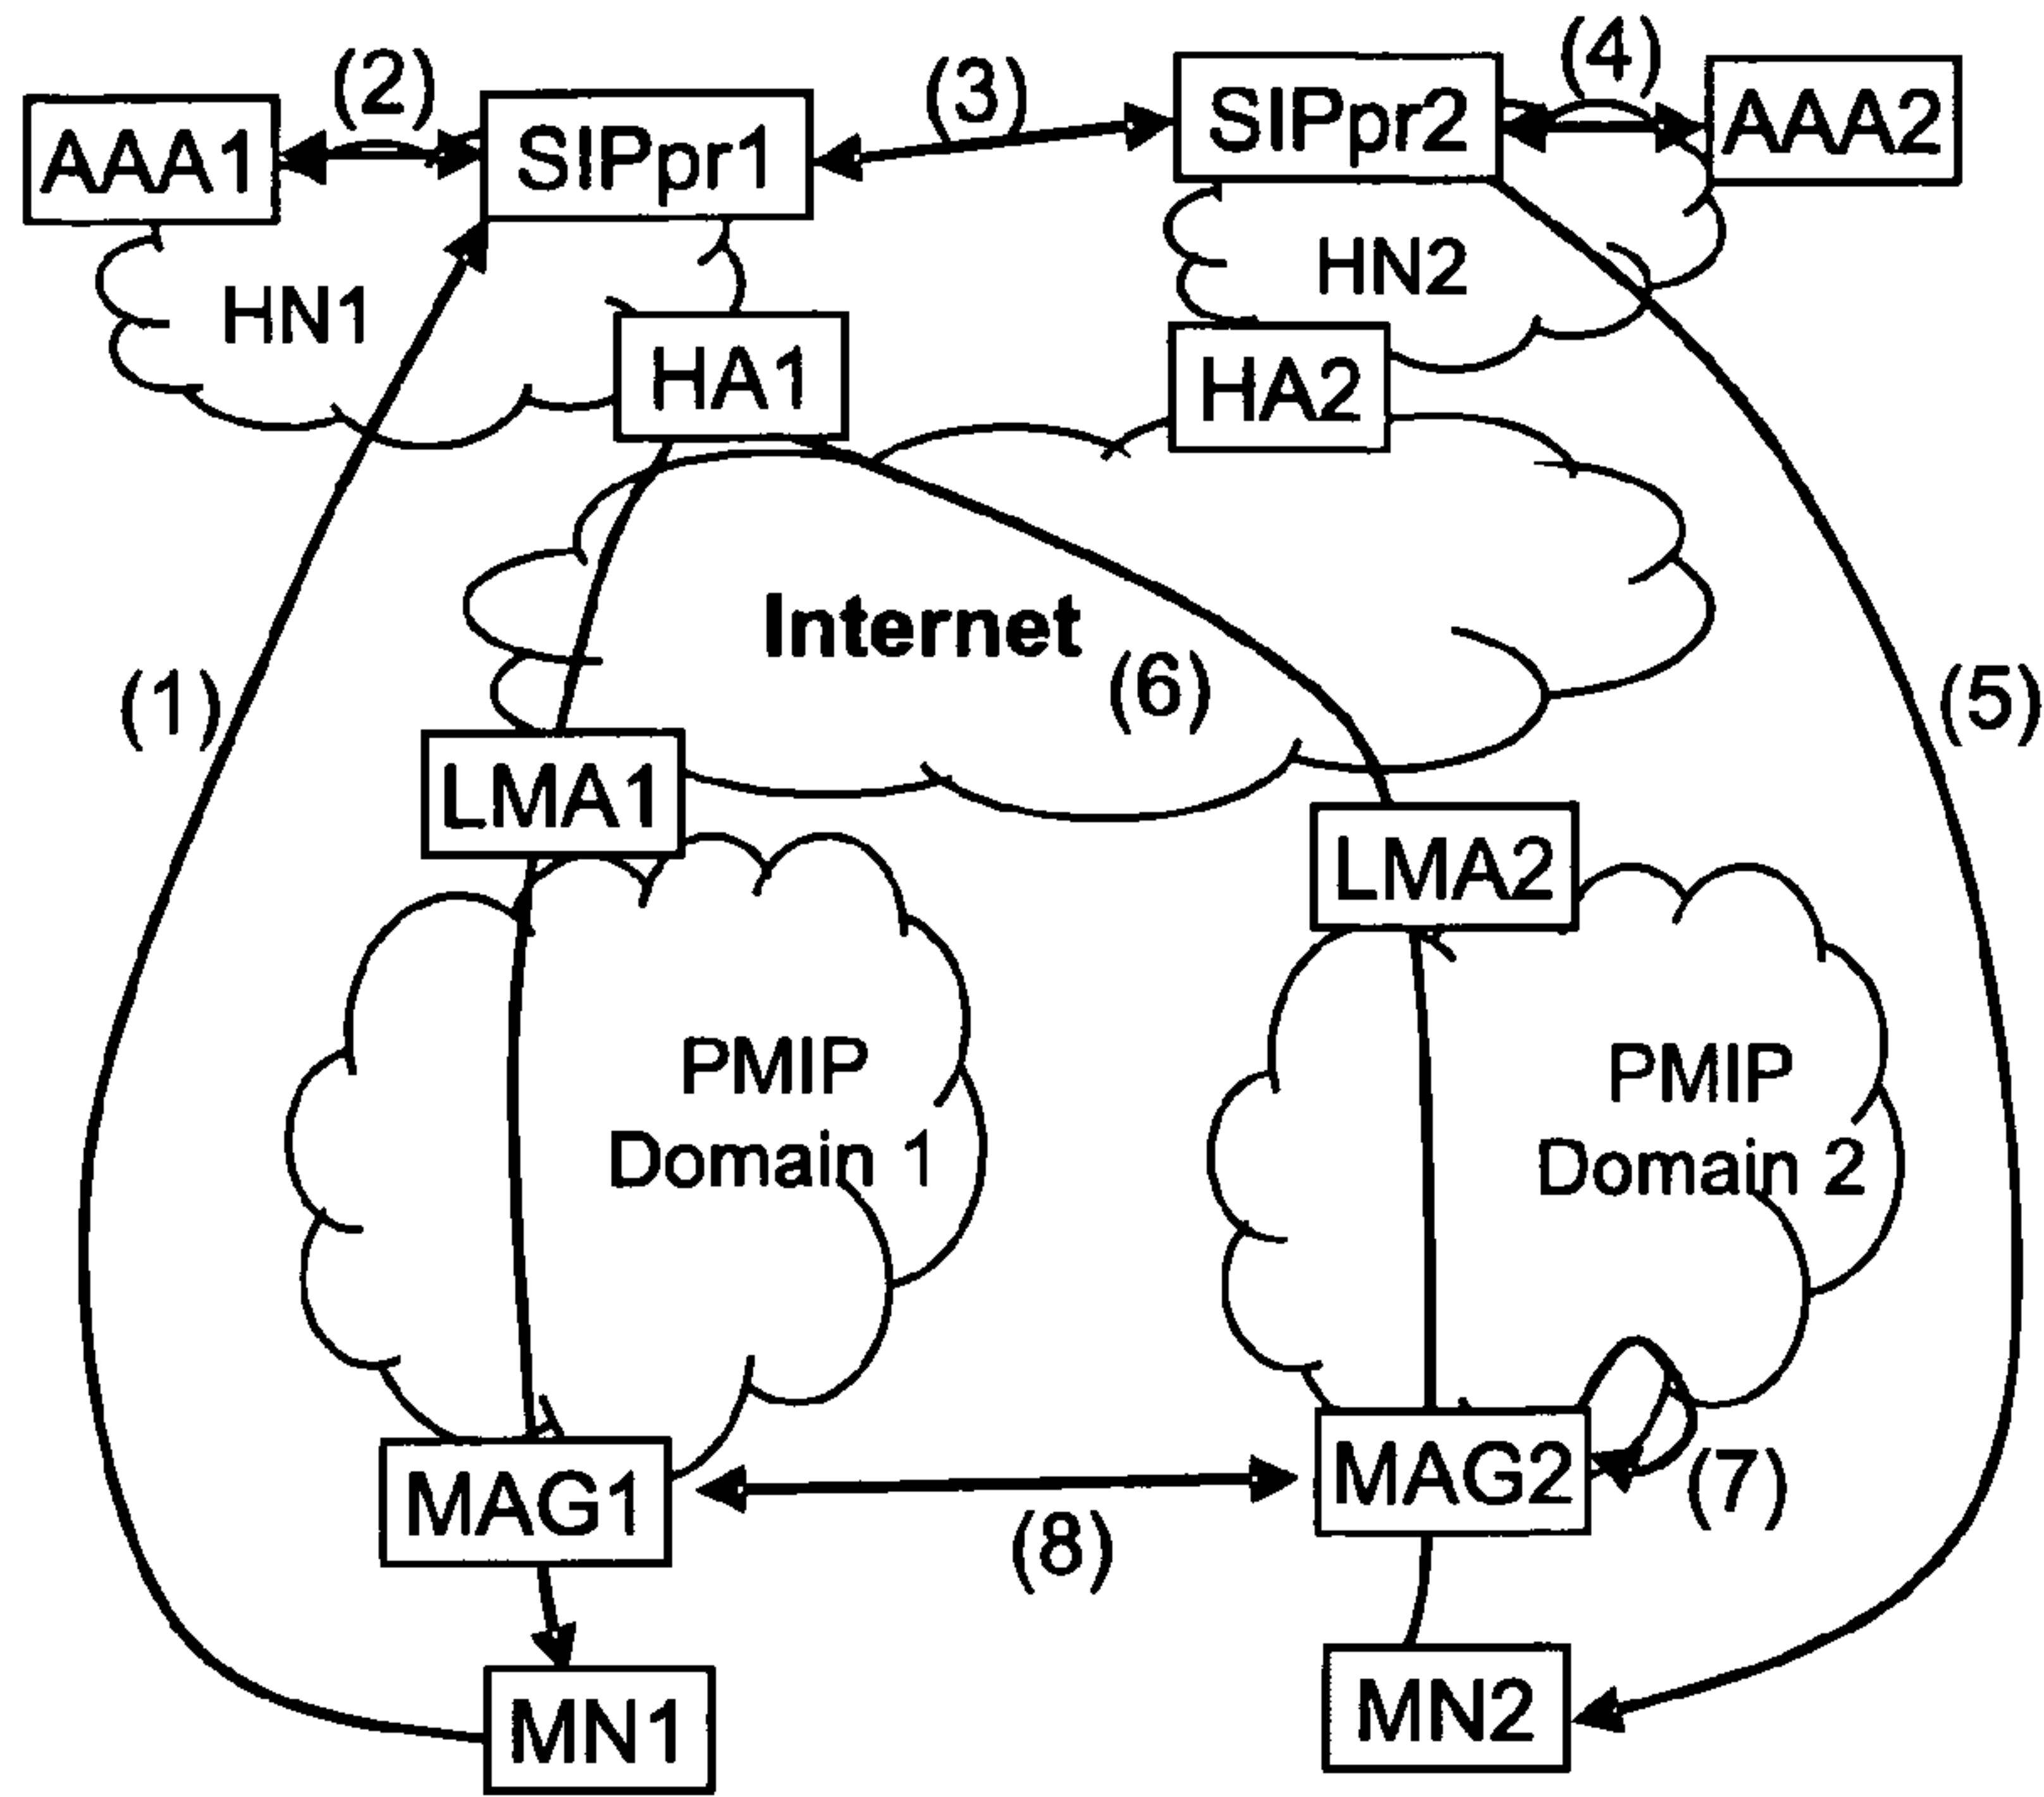 (2)
(3)
(4)
AAA1
SIPpr1
SIPpr2
AAA2
HN1
HN2
HA1
HA2
Internet
(1)
(6)
(5)
LMA1
LMA2
PMIP
Domain 1
PMIP
Domain 2
MAG1
MAG2
(7)
(8)
MN1
MN2